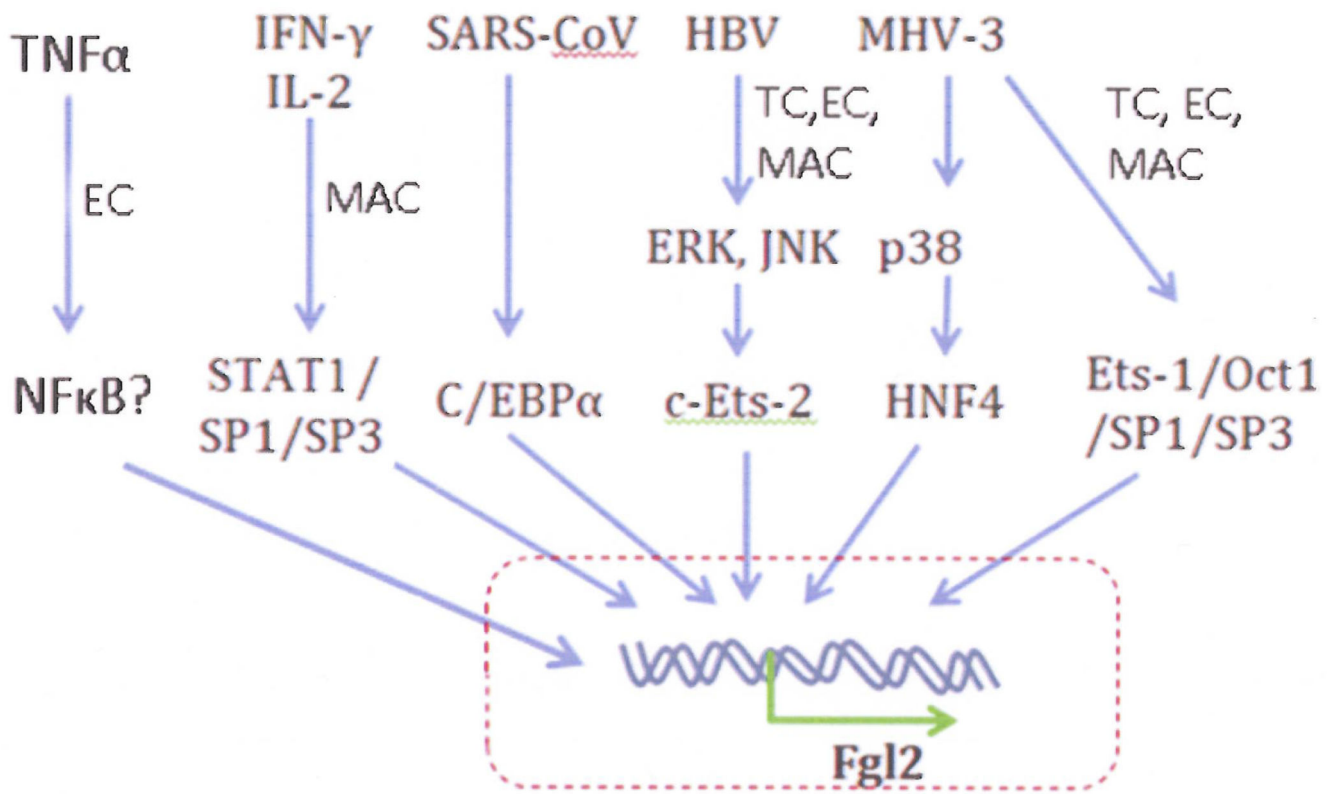 TNFα
IFN-γ
IL-2
SARS-CoV
HBV
MHV-3
EC
MAC
TC,EC,
MAC
TC, EC,
MAC
ERK, JNK
p38
NFκB?
STAT1/
SP1/SP3
C/EBPα
c-Ets-2
HNF4
Ets-1/Oct1
/SP1/SP3
Fgl2